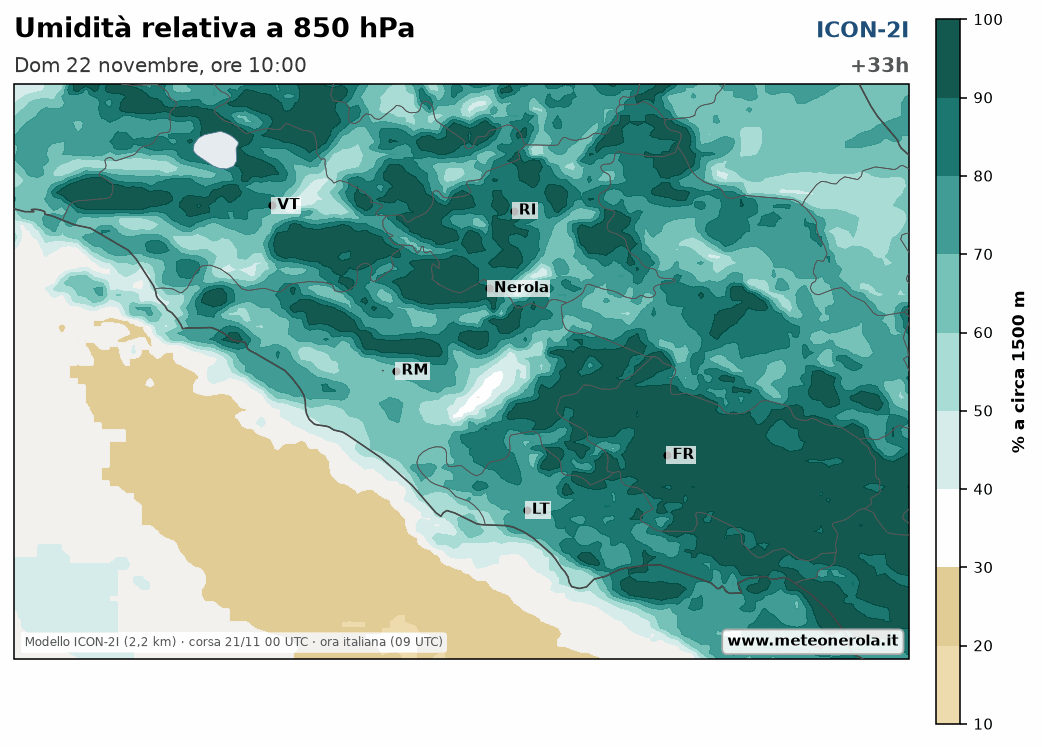 Umidità relativa a 850 hPa
ICON-2I
Dom 22 novembre, ore 10:00
+33h
100
90
80
70
60
50
40
30
20
10
% a circa 1500 m
VT
RI
Nerola
RM
FR
LT
Modello ICON-2I (2,2 km) · corsa 21/11 00 UTC · ora italiana (09 UTC)
www.meteonerola.it